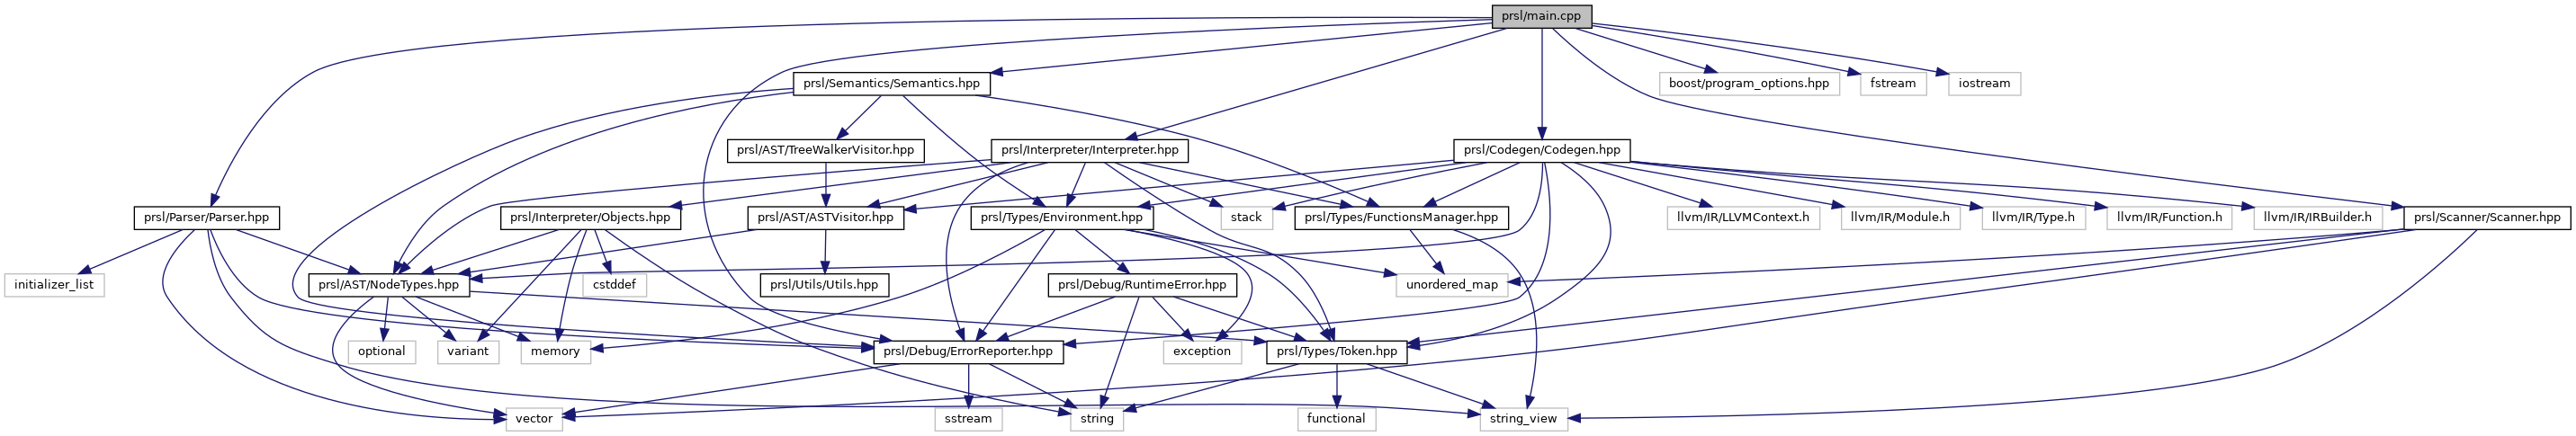 prsl/main.cpp
prsl/Semantics/Semantics.hpp
boost/program_options.hpp
fstream
iostream
prsl/AST/TreeWalkerVisitor.hpp
prsl/Interpreter/Interpreter.hpp
prsl/Codegen/Codegen.hpp
prsl/Parser/Parser.hpp
prsl/Interpreter/Objects.hpp
prsl/AST/ASTVisitor.hpp
prsl/Types/Environment.hpp
stack
prsl/Types/FunctionsManager.hpp
llvm/IR/LLVMContext.h
llvm/IR/Module.h
llvm/IR/Type.h
llvm/IR/Function.h
llvm/IR/IRBuilder.h
prsl/Scanner/Scanner.hpp
initializer_list
prsl/AST/NodeTypes.hpp
cstddef
prsl/Utils/Utils.hpp
prsl/Debug/RuntimeError.hpp
unordered_map
optional
variant
memory
prsl/Debug/ErrorReporter.hpp
exception
prsl/Types/Token.hpp
vector
sstream
string
functional
string_view